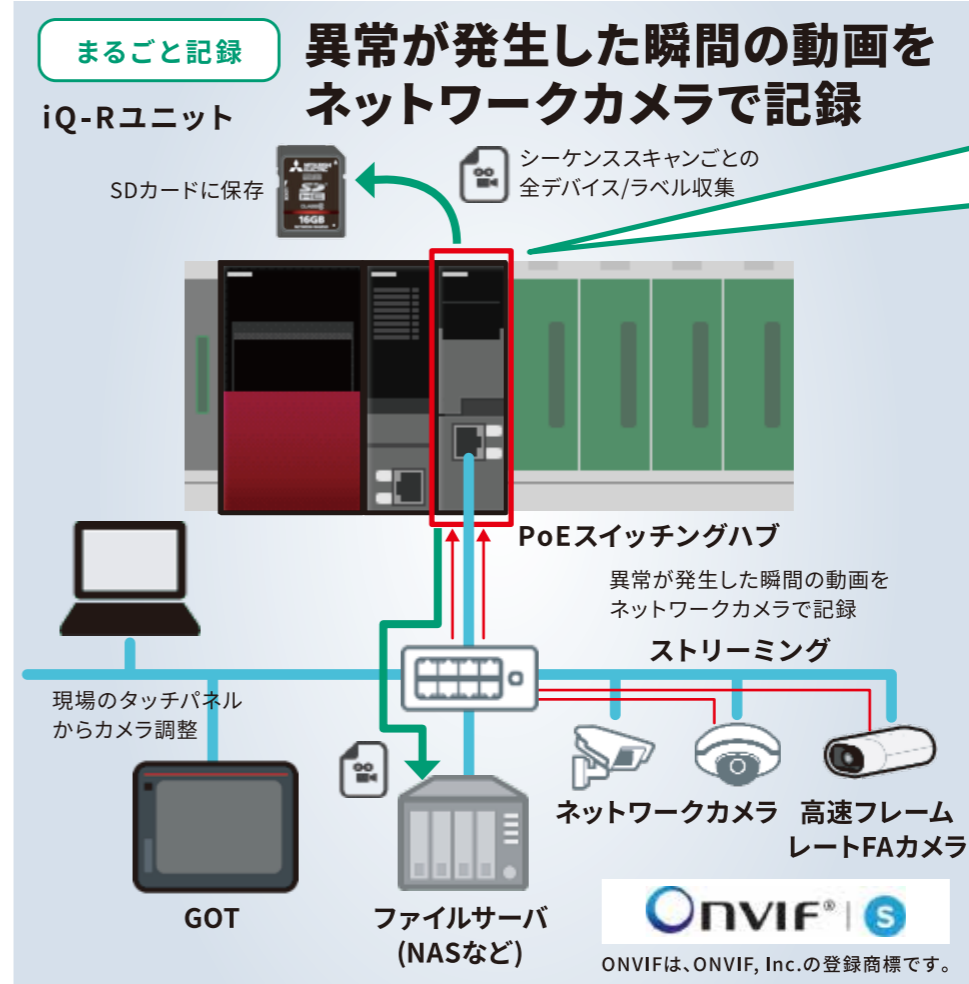 まるごと記録
異常が発生した瞬間の動画を
ネットワークカメラで記録
iQ-Rユニット
SDカードに保存
シーケンススキャンごとの
全デバイス/ラベル収集
16GB
PoEスイッチングハブ
異常が発生した瞬間の動画を
ネットワークカメラで記録
ストリーミング
現場のタッチパネル
からカメラ調整
ネットワークカメラ
高速フレーム
レートFAカメラ
GOT
ファイルサーバ
(NASなど)
ONVIF® | S
ONVIFは、ONVIF, Inc.の登録商標です。